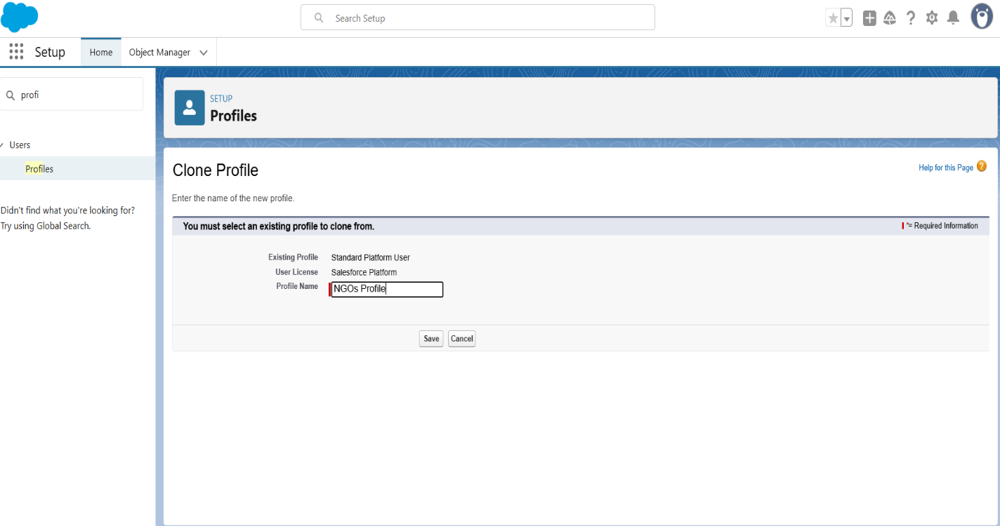 Search Setup
Setup
Home
Object Manager
profi
SETUP
Profiles
Users
Profiles
Didn't find what you're looking for?
Try using Global Search.
Clone Profile
Help for this Page ?
Enter the name of the new profile.
You must select an existing profile to clone from.
*= Required Information
Existing Profile Standard Platform User
User License Salesforce Platform
Profile Name NGOs Profile
Save Cancel